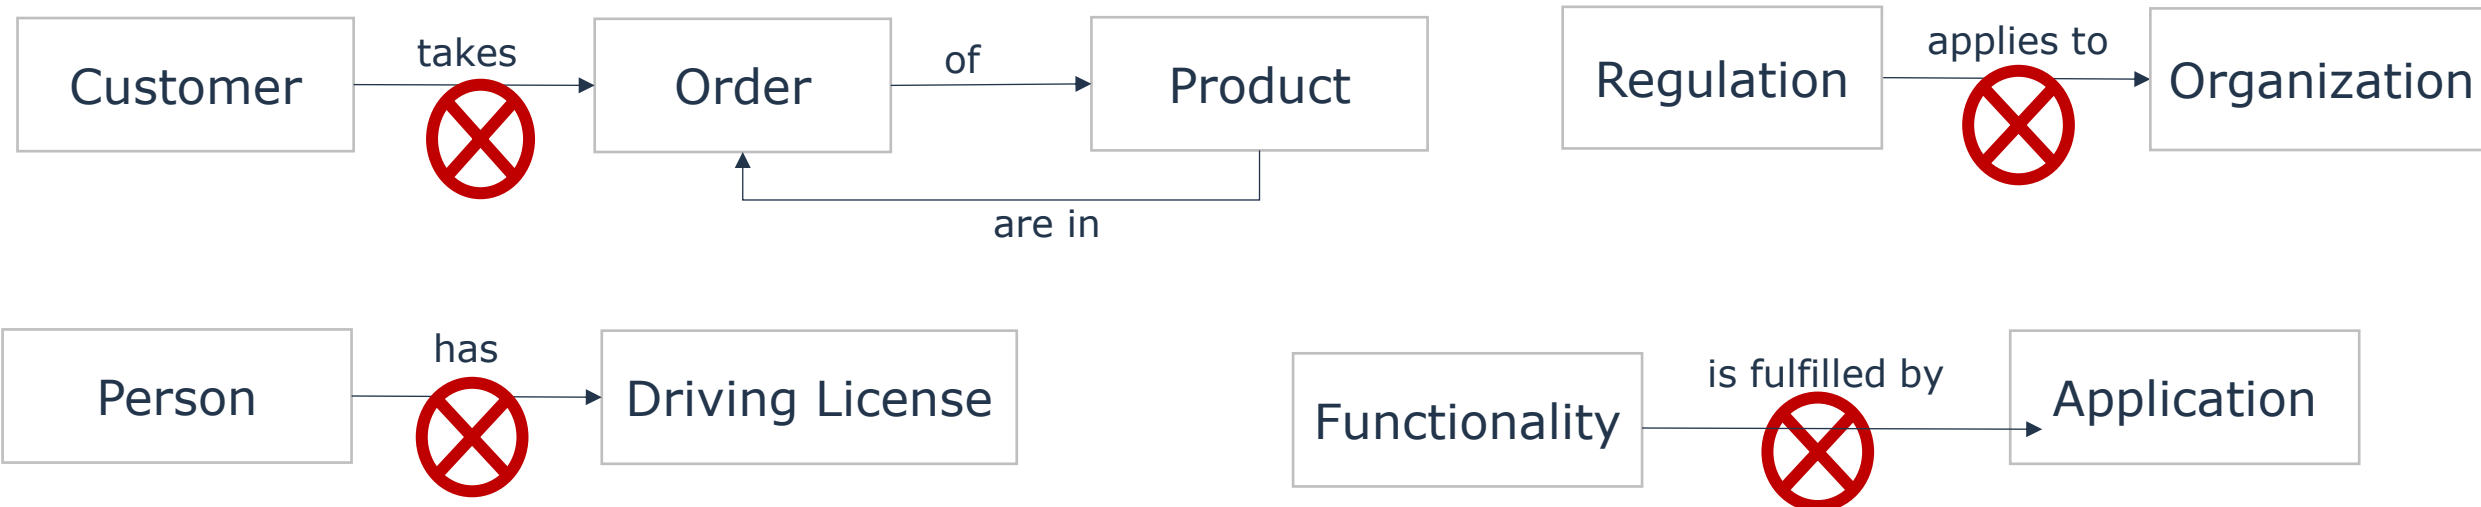 Customer
takes
Order
of
Product
are in
Regulation
applies to
Organization
Person
has
Driving License
Functionality
is fulfilled by
Application